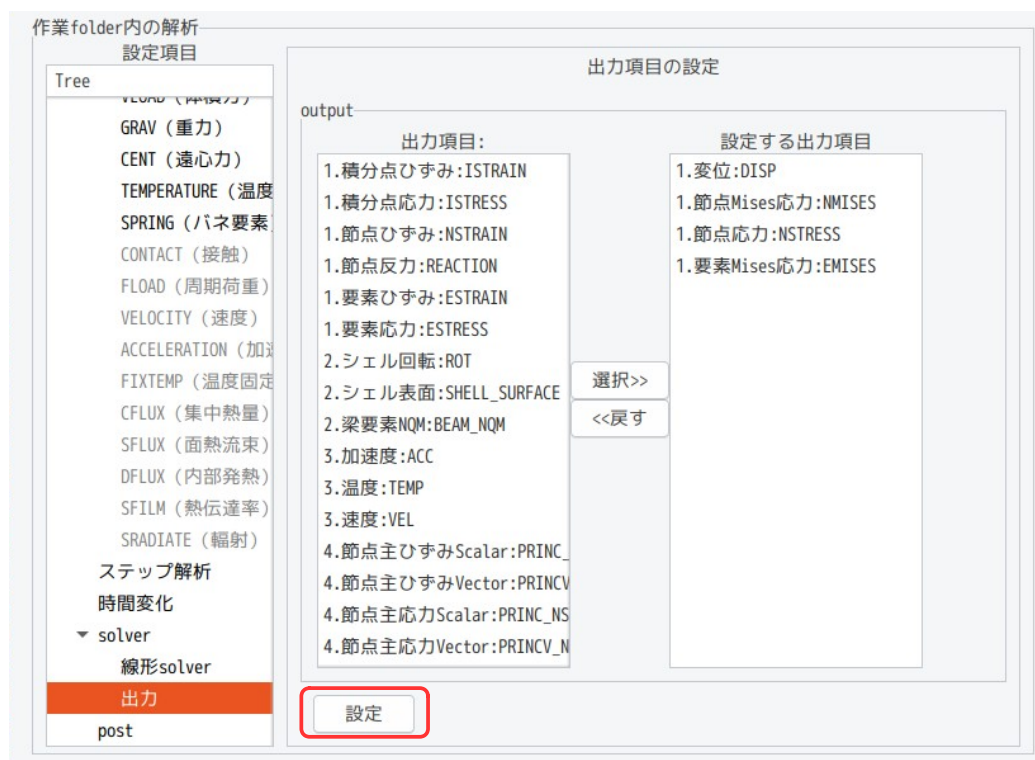 作業folder内の解析
設定項目
Tree
VLOAD (体積力)
GRAV (重力)
CENT (遠心力)
TEMPERATURE (温度
SPRING (バネ要素)
CONTACT (接触)
FLOAD (周期荷重)
VELOCITY (速度)
ACCELERATION (加速
FIXTEMP (温度固定
CFLUX (集中熱量)
SFLUX (面熱流束)
DFLUX (内部発熱)
SFILM (熱伝達率)
SRADIATE (輻射)
ステップ解析
時間変化
solver
線形solver
出力
post
出力項目の設定
output
出力項目:
1.積分点ひずみ:ISTRAIN
1.積分点応力:ISTRESS
1.節点ひずみ:NSTRAIN
1.節点反力:REACTION
1.要素ひずみ:ESTRAIN
1.要素応力:ESTRESS
2.シェル回転:ROT
2.シェル表面:SHELL_SURFACE
2.梁要素NQM:BEAM_NQM
3.加速度:ACC
3.温度:TEMP
3.速度:VEL
4.節点主ひずみScalar:PRINC_
4.節点主ひずみVector:PRINCV
4.節点主応力Scalar:PRINC_NS
4.節点主応力Vector:PRINCV_N
選択>>
<<戻す
設定する出力項目
1.変位:DISP
1.節点Mises応力:NMISES
1.節点応力:NSTRESS
1.要素Mises応力:EMISES
設定